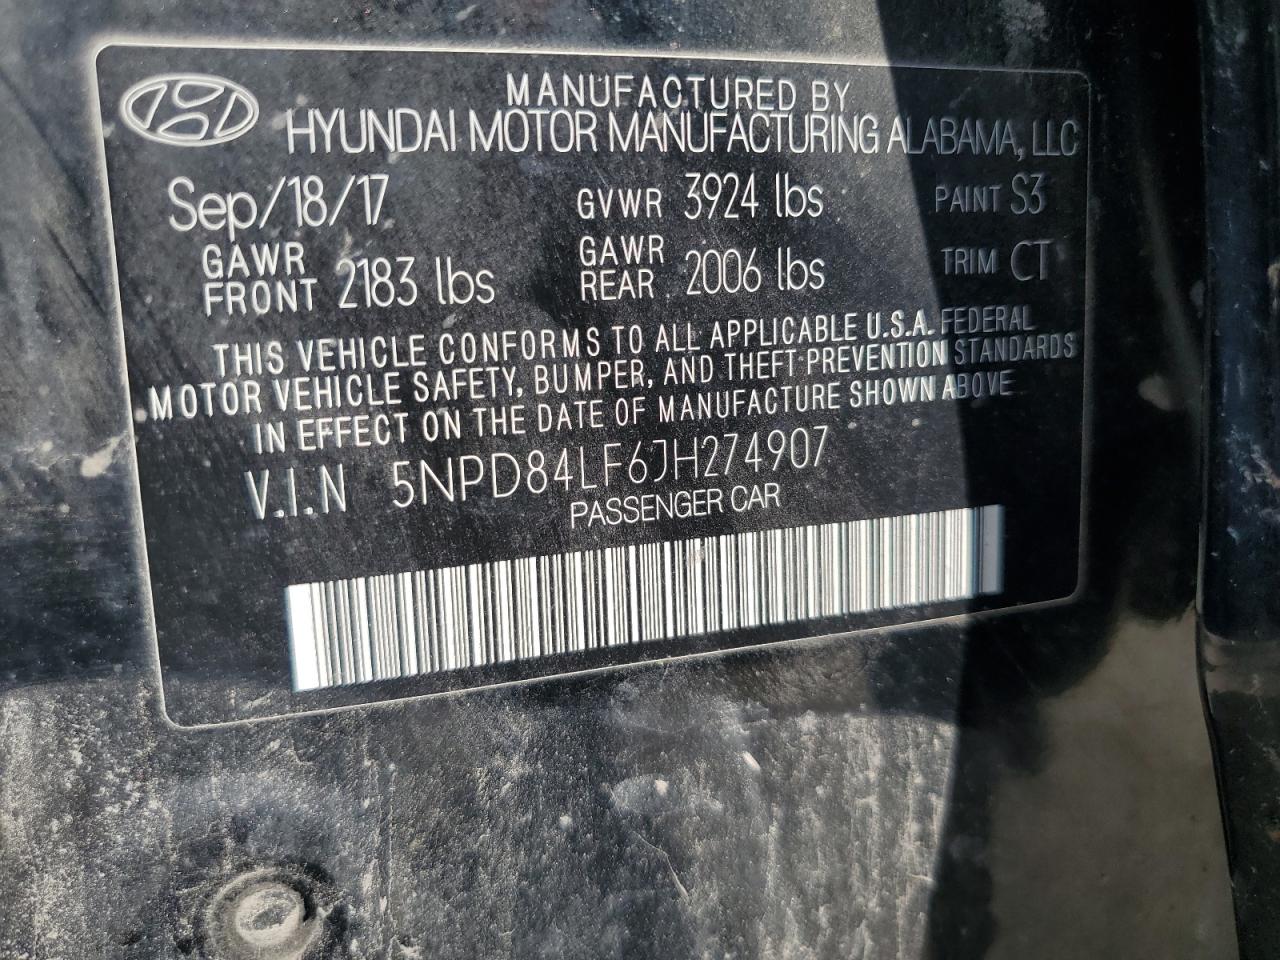 MANUFACTURED BY
HYUNDAI MOTOR MANUFACTURING ALABAMA, LLC
Sep/18/17 GVWR 3924 lbs PAINT S3
GAWR FRONT 2183 lbs GAWR REAR 2006 lbs TRIM CT
THIS VEHICLE CONFORMS TO ALL APPLICABLE U.S.A. FEDERAL
MOTOR VEHICLE SAFETY, BUMPER, AND THEFT PREVENTION STANDARDS
IN EFFECT ON THE DATE OF MANUFACTURE SHOWN ABOVE
V.I.N 5NPD84LF6JH274907
PASSENGER CAR